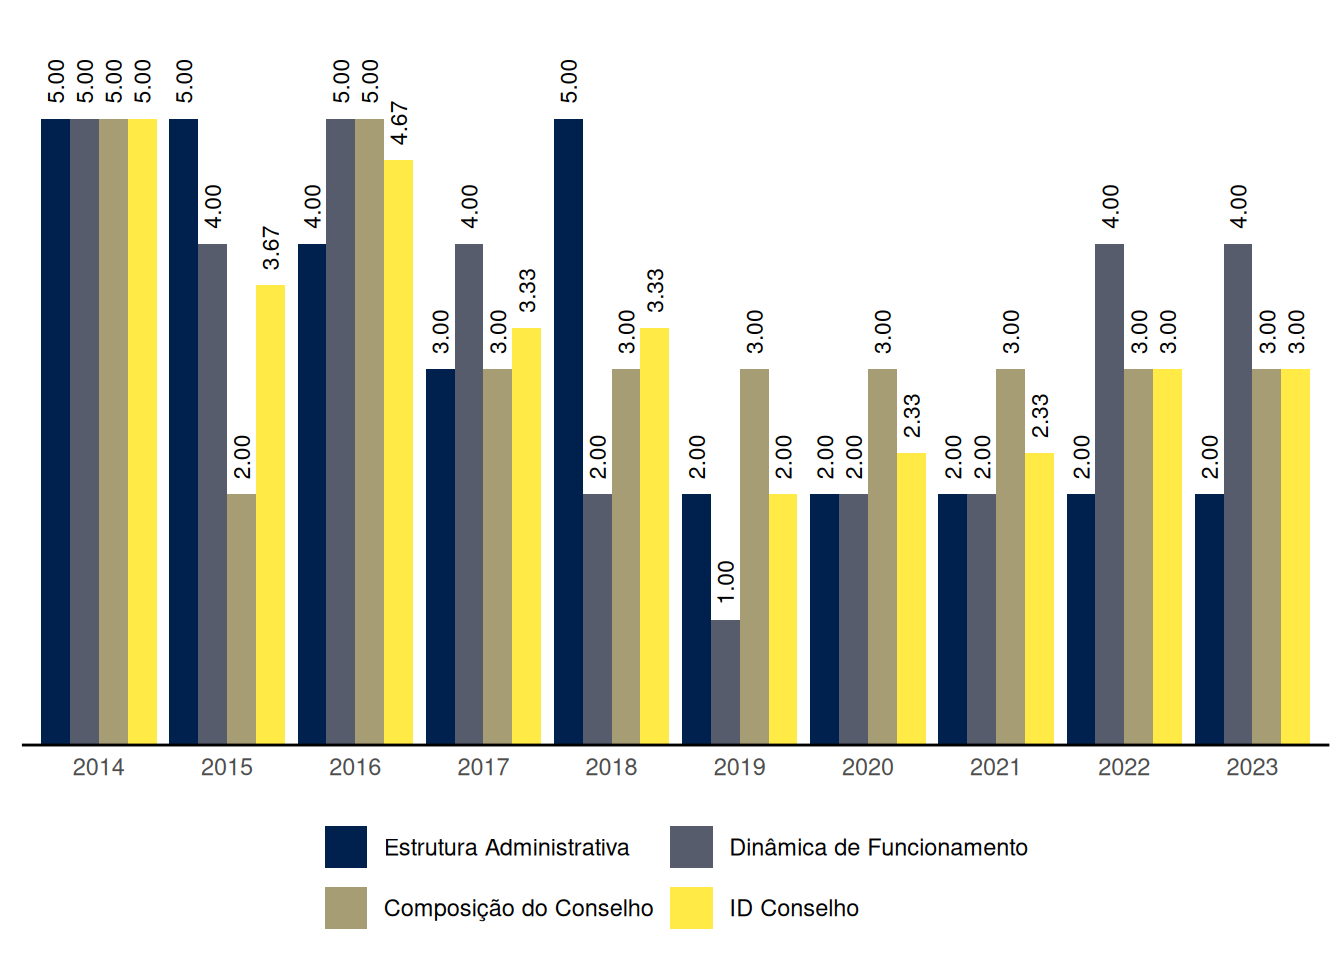 5.00 5.00 5.00 5.00 5.00 4.00 2.00 3.67 4.00 5.00 5.00 4.67 3.00 4.00 3.00 3.33 5.00 2.00 3.00 3.33 2.00 1.00 3.00 2.00 2.00 2.00 3.00 2.33 2.00 2.00 3.00 2.33 2.00 4.00 3.00 3.00 2.00 4.00 3.00 3.00
2014 2015 2016 2017 2018 2019 2020 2021 2022 2023
Estrutura Administrativa Dinâmica de Funcionamento
Composição do Conselho ID Conselho